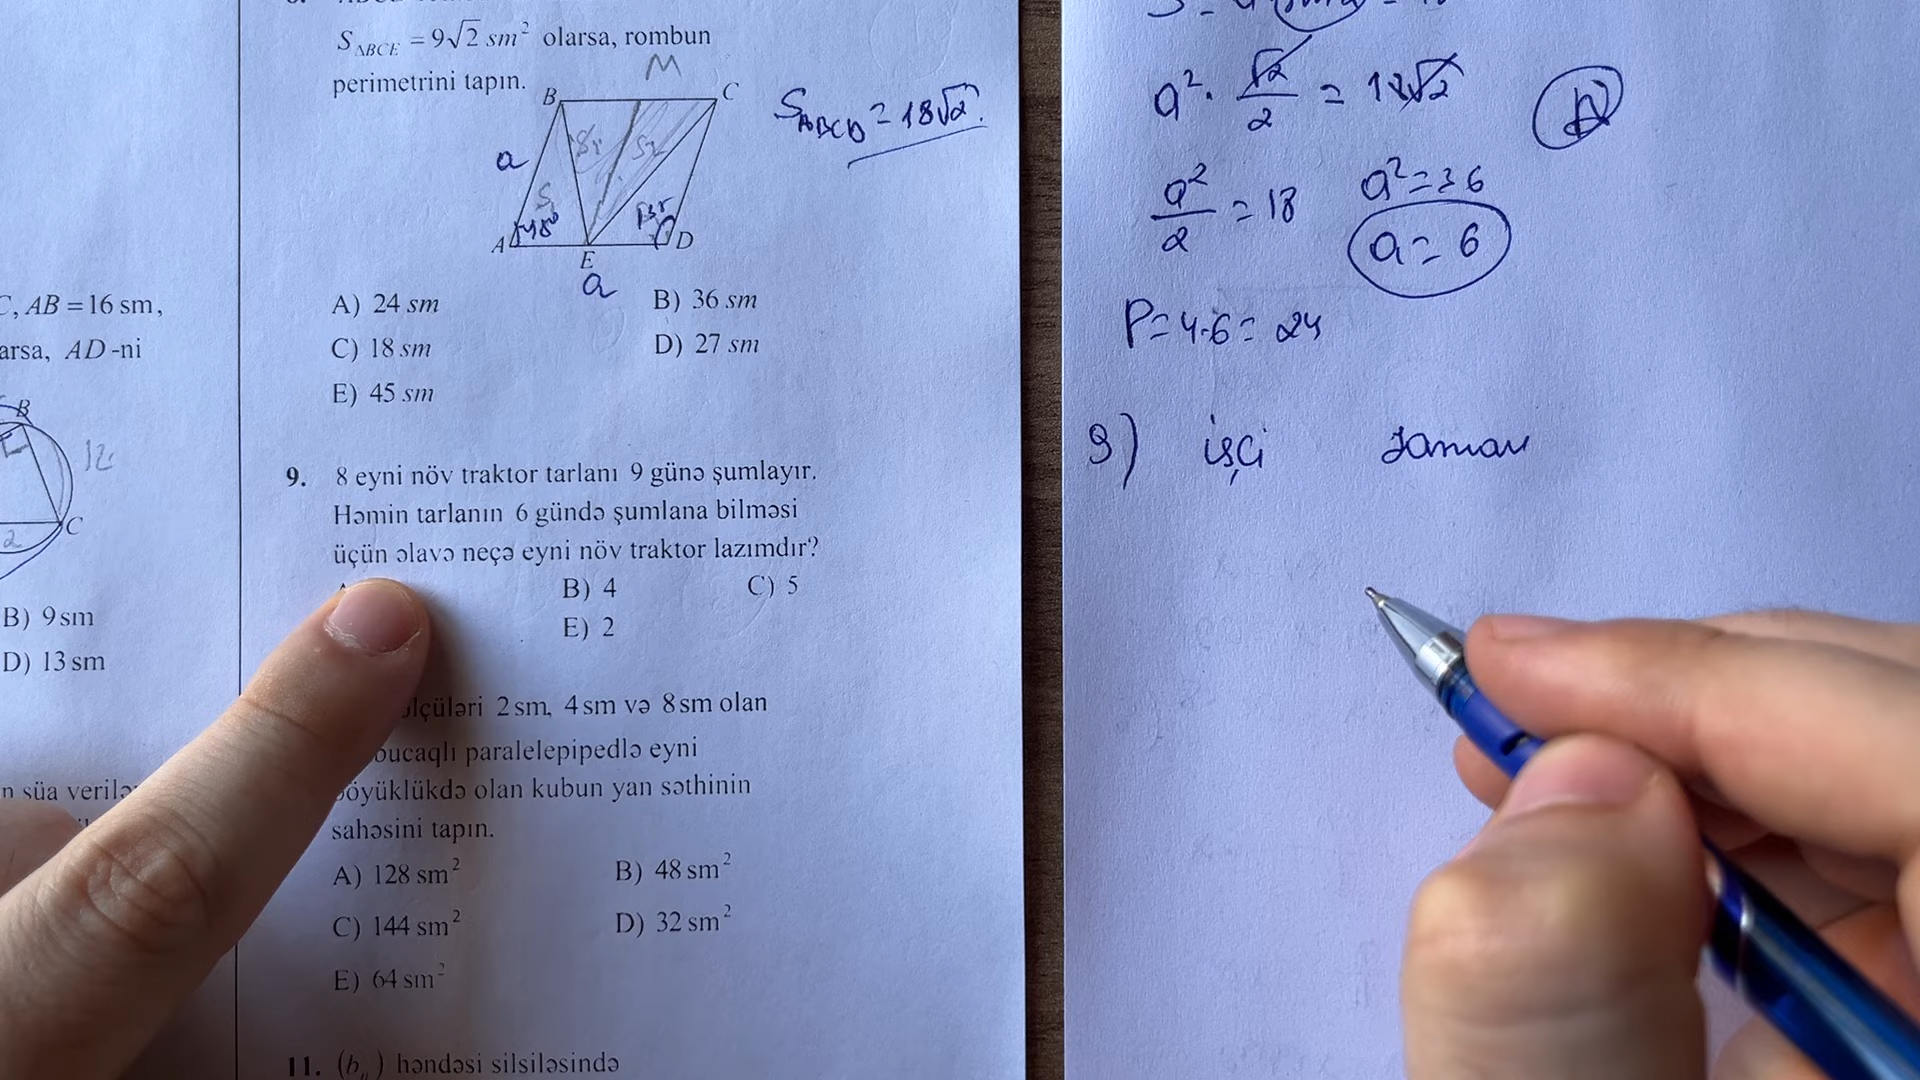 S_ΔBCE = 9√2 sm² olarsa, rombun
perimetrini tapın.
M
B
C
a
S
S₁
S₂
48°
135
A
E
D
a
S_ABCD = 18√2.
A) 24 sm
B) 36 sm
C) 18 sm
D) 27 sm
E) 45 sm
9. 8 eyni növ traktor tarlanı 9 günə şumlayır.
Həmin tarlanın 6 gündə şumlana bilməsi
üçün əlavə neçə eyni növ traktor lazımdır?
B) 4
C) 5
E) 2
əlçüləri 2 sm, 4 sm və 8 sm olan
bucaqlı paralelepipedlə eyni
böyüklükdə olan kubun yan səthinin
sahəsini tapın.
A) 128 sm²
B) 48 sm²
C) 144 sm²
D) 32 sm²
E) 64 sm²
11. (bₙ) həndəsi silsiləsində
C, AB = 16 sm,
arsa, AD -ni
B
12
C
2
B) 9 sm
D) 13 sm
n süa verilə
a² · √2/2 = 18√2
a²/2 = 18
a² = 36
a = 6
P = 4·6 = 24
9) işçi zaman